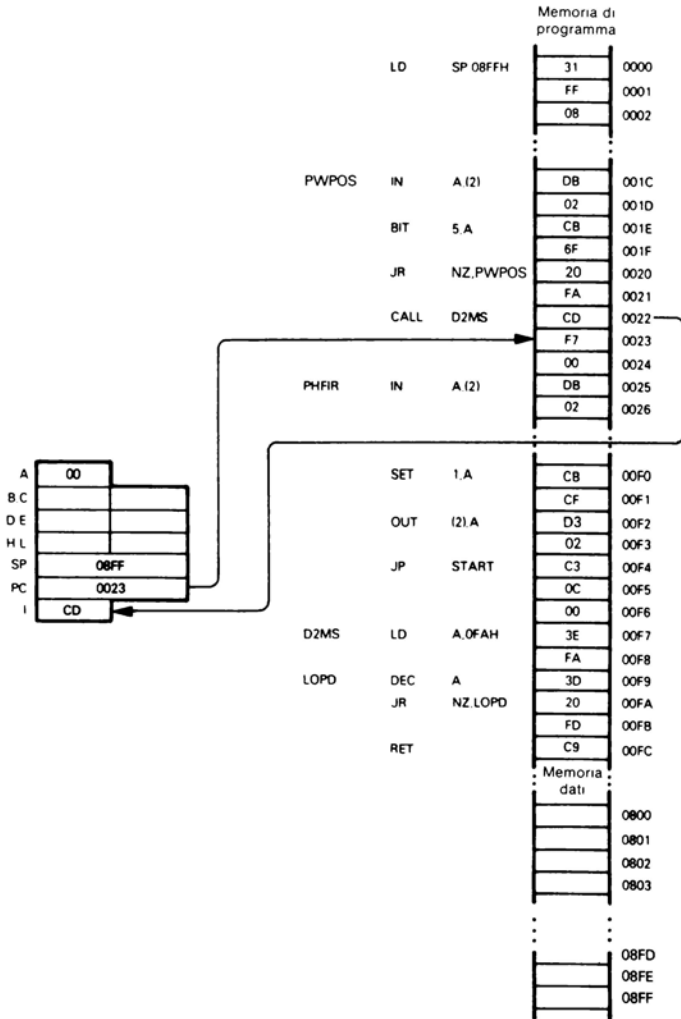 Memoria di
programma
LD SP 08FFH 31 0000
FF 0001
08 0002
PWPOS IN A.(2) DB 001C
02 001D
BIT 5.A CB 001E
6F 001F
JR NZ,PWPOS 20 0020
FA 0021
CALL D2MS CD 0022
F7 0023
00 0024
PHFIR IN A.(2) DB 0025
02 0026
A 00
B C
D E
H L
SP 08FF
PC 0023
I CD
SET 1.A CB 00F0
CF 00F1
OUT (2).A D3 00F2
02 00F3
JP START C3 00F4
0C 00F5
00 00F6
D2MS LD A,0FAH 3E 00F7
FA 00F8
LOPD DEC A 3D 00F9
JR NZ.LOPD 20 00FA
FD 00FB
RET C9 00FC
Memoria
dati
0800
0801
0802
0803
08FD
08FE
08FF